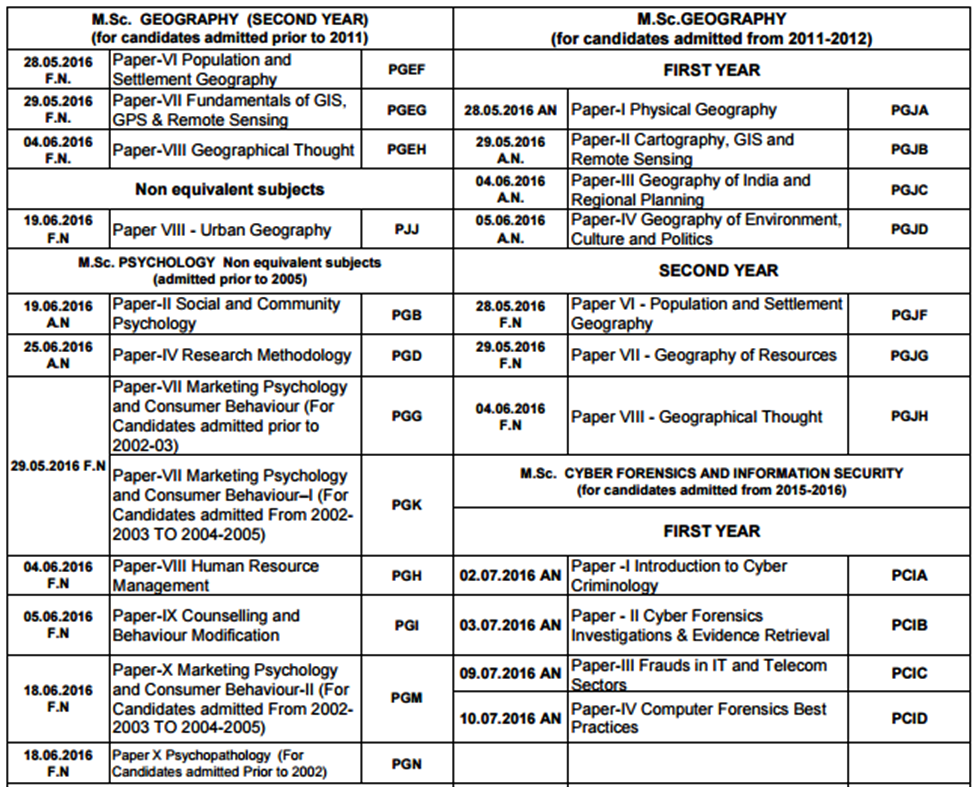 M.Sc. GEOGRAPHY (SECOND YEAR)
(for candidates admitted prior to 2011)
28.05.2016
F.N.
Paper-VI Population and
Settlement Geography
PGEF
29.05.2016
F.N.
Paper-VII Fundamentals of GIS,
GPS & Remote Sensing
PGEG
04.06.2016
F.N.
Paper-VIII Geographical Thought
PGEH
Non equivalent subjects
19.06.2016
F.N
Paper VIII - Urban Geography
PJJ
M.Sc. PSYCHOLOGY Non equivalent subjects
(admitted prior to 2005)
19.06.2016
A.N
Paper-II Social and Community
Psychology
PGB
25.06.2016
A.N
Paper-IV Research Methodology
PGD
29.05.2016 F.N
Paper-VII Marketing Psychology
and Consumer Behaviour (For
Candidates admitted prior to
2002-03)
PGG
Paper-VII Marketing Psychology
and Consumer Behaviour–I (For
Candidates admitted From 2002-
2003 TO 2004-2005)
PGK
04.06.2016
F.N
Paper-VIII Human Resource
Management
PGH
05.06.2016
F.N
Paper-IX Counselling and
Behaviour Modification
PGI
18.06.2016
F.N
Paper-X Marketing Psychology
and Consumer Behaviour-II (For
Candidates admitted From 2002-
2003 TO 2004-2005)
PGM
18.06.2016
F.N
Paper X Psychopathology (For
Candidates admitted Prior to 2002)
PGN
M.Sc.GEOGRAPHY
(for candidates admitted from 2011-2012)
FIRST YEAR
28.05.2016 AN
Paper-I Physical Geography
PGJA
29.05.2016
A.N.
Paper-II Cartography, GIS and
Remote Sensing
PGJB
04.06.2016
A.N.
Paper-III Geography of India and
Regional Planning
PGJC
05.06.2016
A.N.
Paper-IV Geography of Environment,
Culture and Politics
PGJD
SECOND YEAR
28.05.2016
F.N
Paper VI - Population and Settlement
Geography
PGJF
29.05.2016
F.N
Paper VII - Geography of Resources
PGJG
04.06.2016
F.N
Paper VIII - Geographical Thought
PGJH
M.Sc. CYBER FORENSICS AND INFORMATION SECURITY
(for candidates admitted from 2015-2016)
FIRST YEAR
02.07.2016 AN
Paper -I Introduction to Cyber
Criminology
PCIA
03.07.2016 AN
Paper - II Cyber Forensics
Investigations & Evidence Retrieval
PCIB
09.07.2016 AN
Paper-III Frauds in IT and Telecom
Sectors
PCIC
10.07.2016 AN
Paper-IV Computer Forensics Best
Practices
PCID